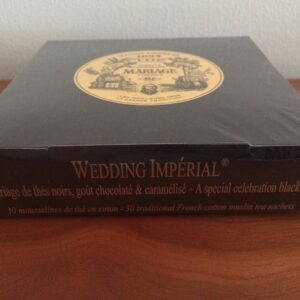 MARIAGE
WEDDING IMPÉRIAL®
riage de thés noirs, goût chocolaté & caramélisé – A special celebration black
30 mousselines de thé en coton - 30 traditional French cotton muslin tea sachets